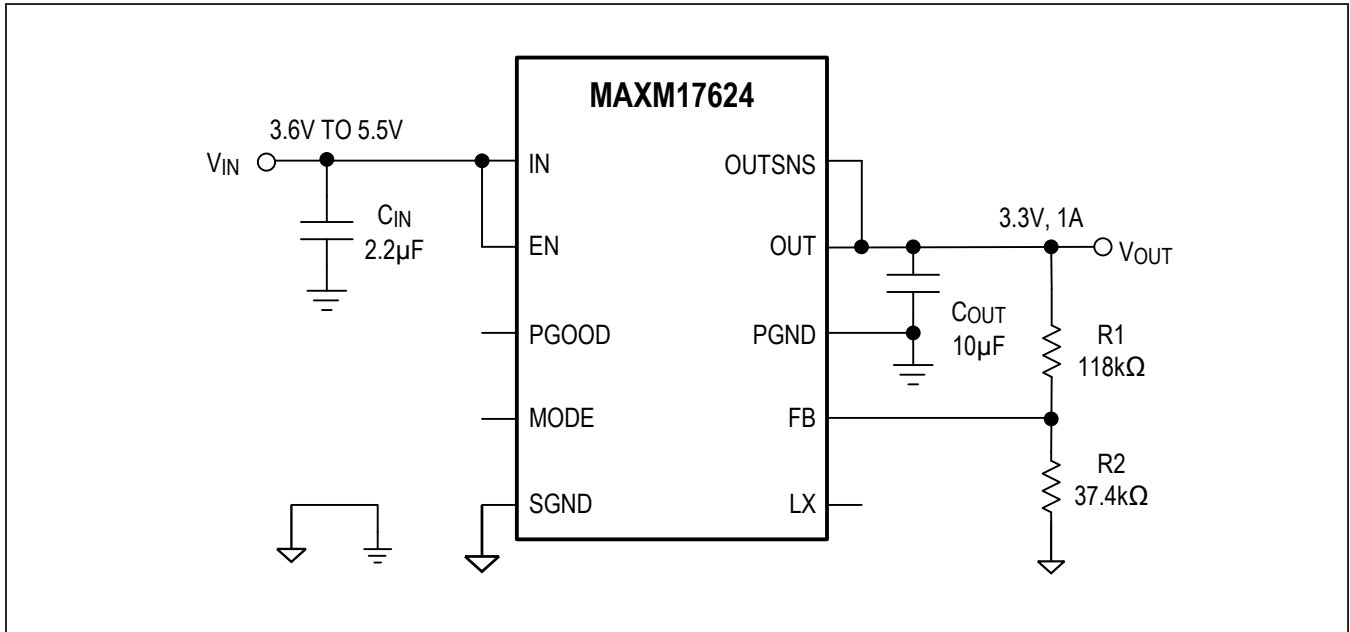 MAXM17624
3.6V TO 5.5V
VIN
IN
OUTSNS
CIN
2.2µF
3.3V, 1A
EN
OUT
VOUT
COUT
10µF
PGOOD
PGND
R1
118kΩ
MODE
FB
R2
37.4kΩ
SGND
LX